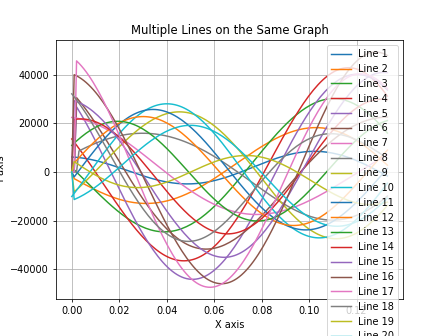 Multiple Lines on the Same Graph
40000
20000
0
−20000
−40000
0.00
0.02
0.04
0.06
0.08
0.10
X axis
Line 1
Line 2
Line 3
Line 4
Line 5
Line 6
Line 7
Line 8
Line 9
Line 10
Line 11
Line 12
Line 13
Line 14
Line 15
Line 16
Line 17
Line 18
Line 19
Line 20